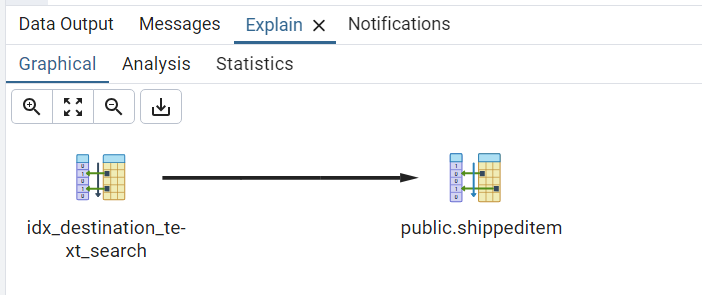 Data Output Messages Explain Notifications
Graphical Analysis Statistics
idx_destination_te-
xt_search
public.shippeditem